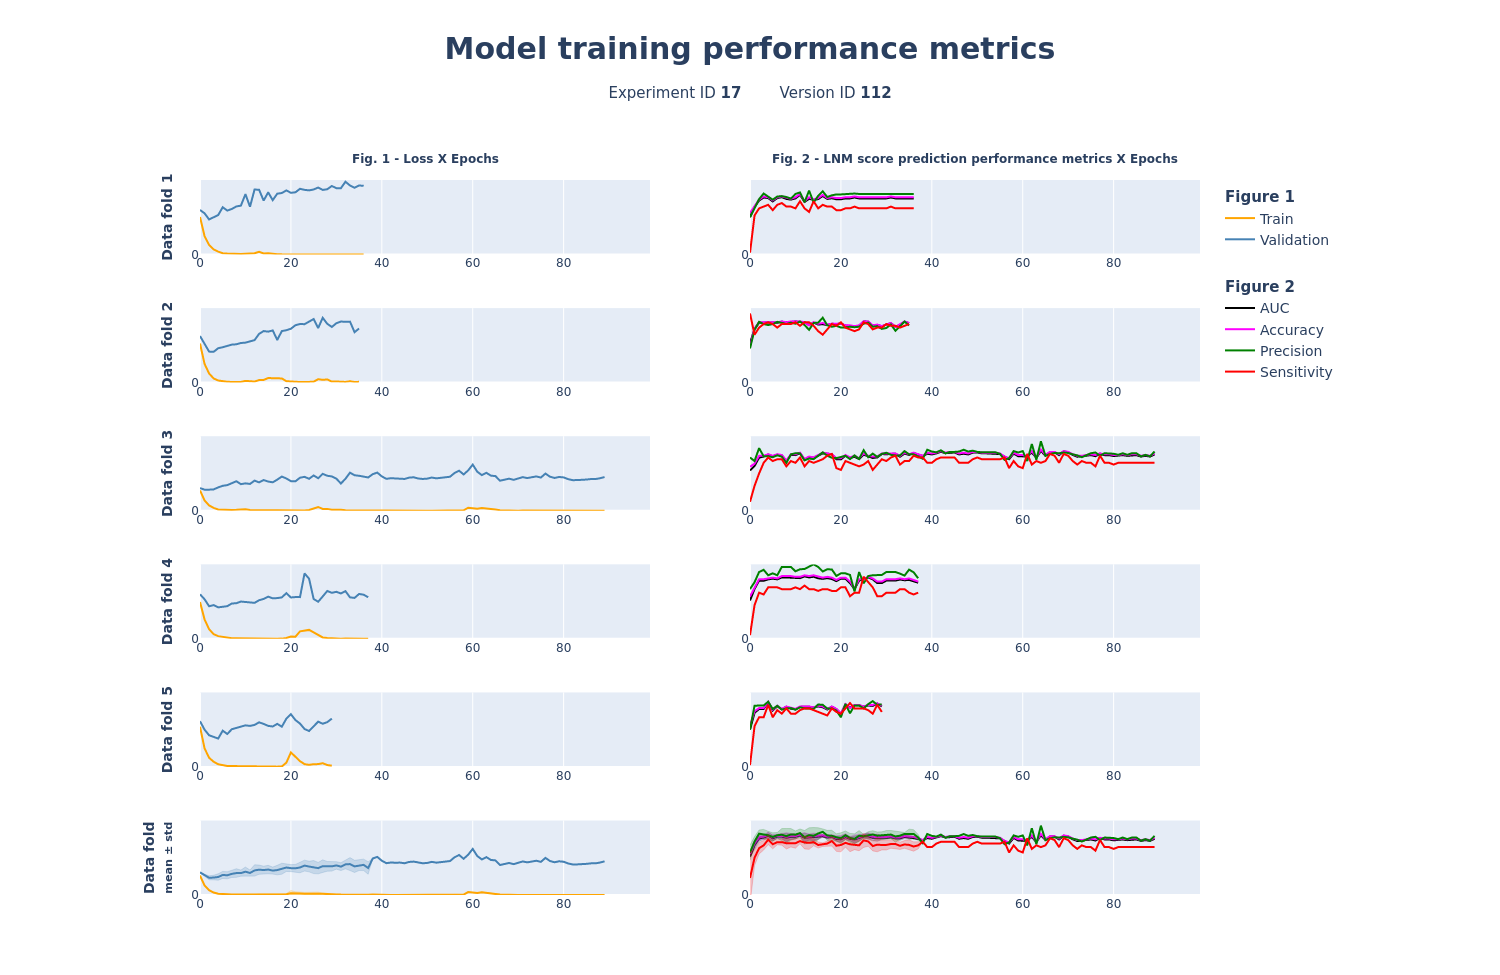 Model training performance metrics
Experiment ID 17 Version ID 112
Fig. 1 - Loss X Epochs
Fig. 2 - LNM score prediction performance metrics X Epochs
Data fold 1
0
0 20 40 60 80
0
0 20 40 60 80
Figure 1
Train
Validation
Figure 2
AUC
Accuracy
Precision
Sensitivity
Data fold 2
0
0 20 40 60 80
0
0 20 40 60 80
Data fold 3
0
0 20 40 60 80
0
0 20 40 60 80
Data fold 4
0
0 20 40 60 80
0
0 20 40 60 80
Data fold 5
0
0 20 40 60 80
0
0 20 40 60 80
Data fold
mean ± std
0
0 20 40 60 80
0
0 20 40 60 80